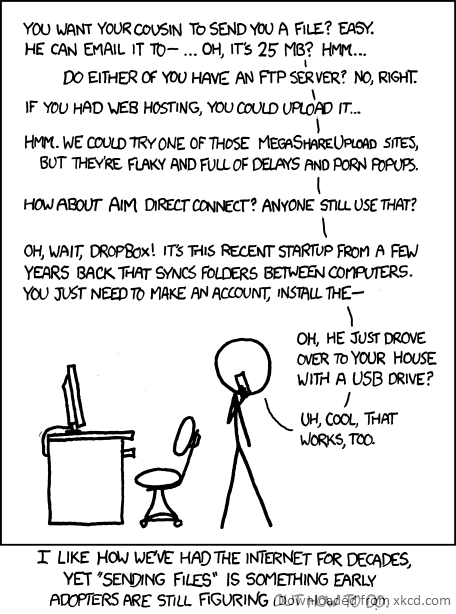 YOU WANT YOUR COUSIN TO SEND YOU A FILE? EASY.
HE CAN EMAIL IT TO— ... OH, IT'S 25 MB? HMM...
DO EITHER OF YOU HAVE AN FTP SERVER? NO, RIGHT.
IF YOU HAD WEB HOSTING, YOU COULD UPLOAD IT...
HMM. WE COULD TRY ONE OF THOSE MEGASHAREUPLOAD SITES,
BUT THEY'RE FLAKY AND FULL OF DELAYS AND PORN POPUPS.
HOW ABOUT AIM DIRECT CONNECT? ANYONE STILL USE THAT?
OH, WAIT, DROPBOX! IT'S THIS RECENT STARTUP FROM A FEW
YEARS BACK THAT SYNCS FOLDERS BETWEEN COMPUTERS.
YOU JUST NEED TO MAKE AN ACCOUNT, INSTALL THE—
OH, HE JUST DROVE
OVER TO YOUR HOUSE
WITH A USB DRIVE?
UH, COOL, THAT
WORKS, TOO.
I LIKE HOW WE'VE HAD THE INTERNET FOR DECADES,
YET "SENDING FILES" IS SOMETHING EARLY
ADOPTERS ARE STILL FIGURING OUT HOW TO DO.
Downloaded from xkcd.com